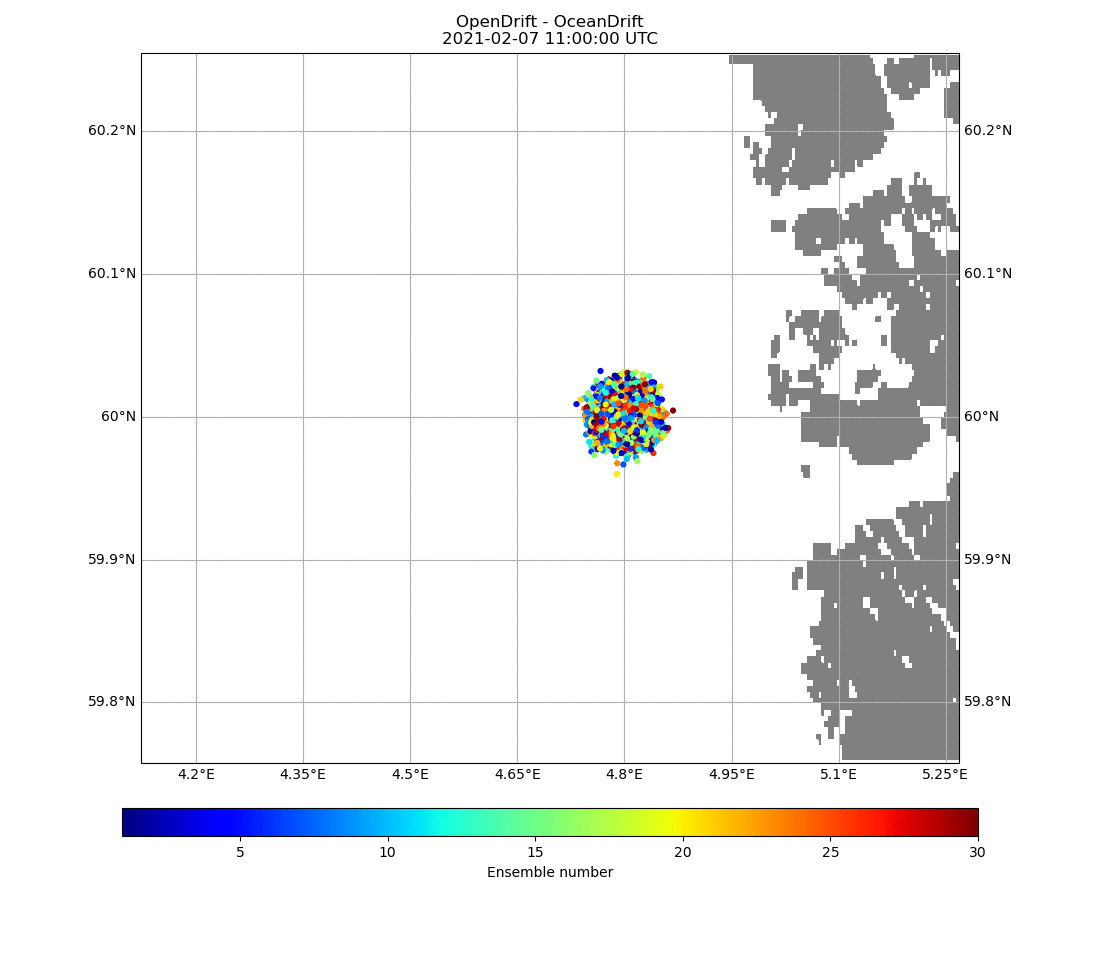 OpenDrift - OceanDrift
2021-02-07 11:00:00 UTC
60.2°N 60.2°N
60.1°N 60.1°N
60°N 60°N
59.9°N 59.9°N
59.8°N 59.8°N
4.2°E 4.35°E 4.5°E 4.65°E 4.8°E 4.95°E 5.1°E 5.25°E
5 10 15 20 25 30
Ensemble number